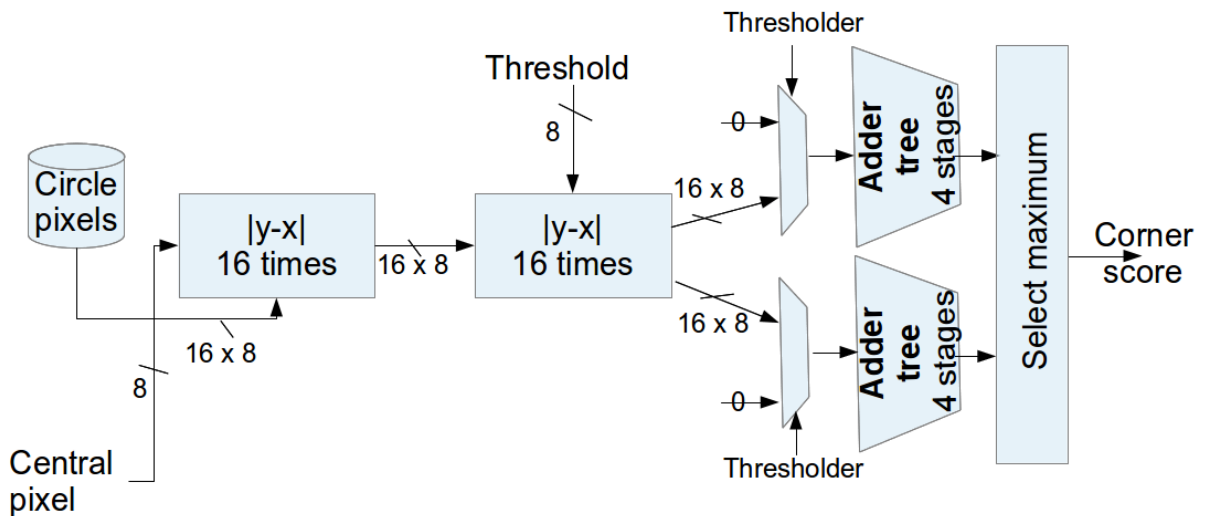 Thresholder
Threshold
8
0
Circle
pixels
|y-x|
16 times
16 x 8
|y-x|
16 times
16 x 8
16 x 8
Adder
tree
4 stages
Select maximum
Corner
score
16 x 8
8
0
Adder
tree
4 stages
Central
pixel
Thresholder